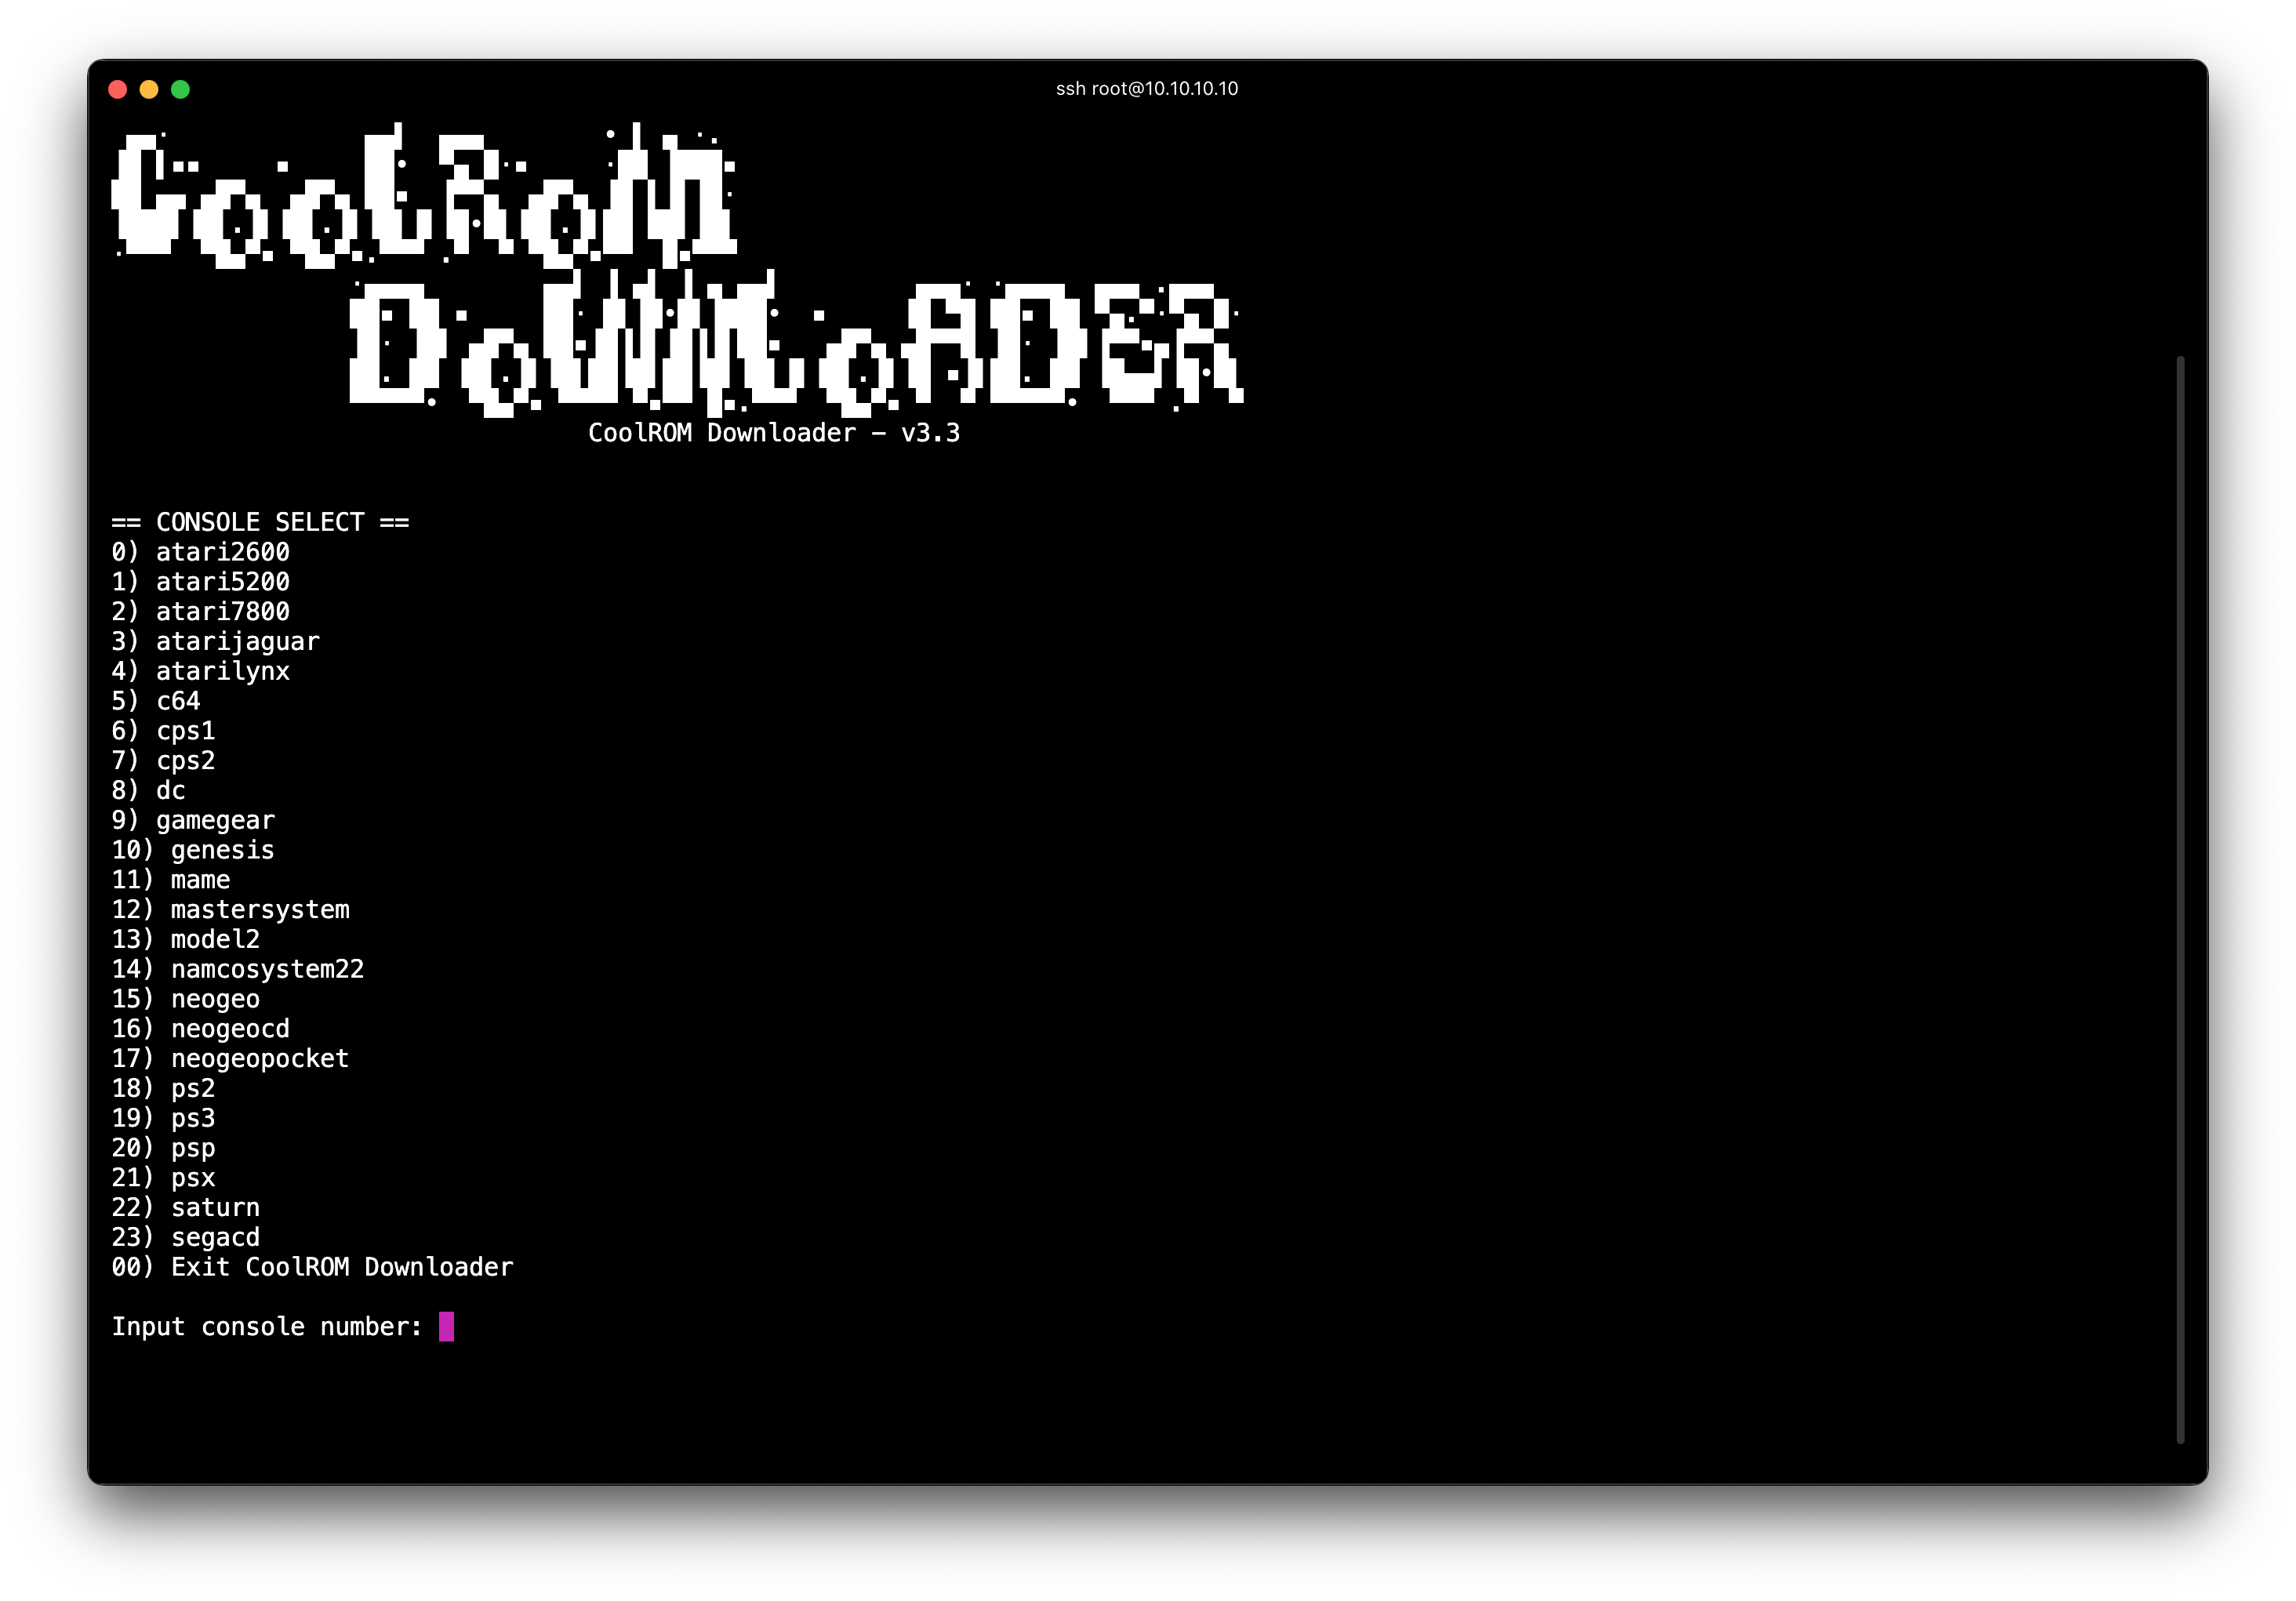 ssh root@10.10.10.10
CoolROM
DoWNLoADER
CoolROM Downloader – v3.3
== CONSOLE SELECT ==
0) atari2600
1) atari5200
2) atari7800
3) atarijaguar
4) atarilynx
5) c64
6) cps1
7) cps2
8) dc
9) gamegear
10) genesis
11) mame
12) mastersystem
13) model2
14) namcosystem22
15) neogeo
16) neogeocd
17) neogeopocket
18) ps2
19) ps3
20) psp
21) psx
22) saturn
23) segacd
00) Exit CoolROM Downloader
Input console number: